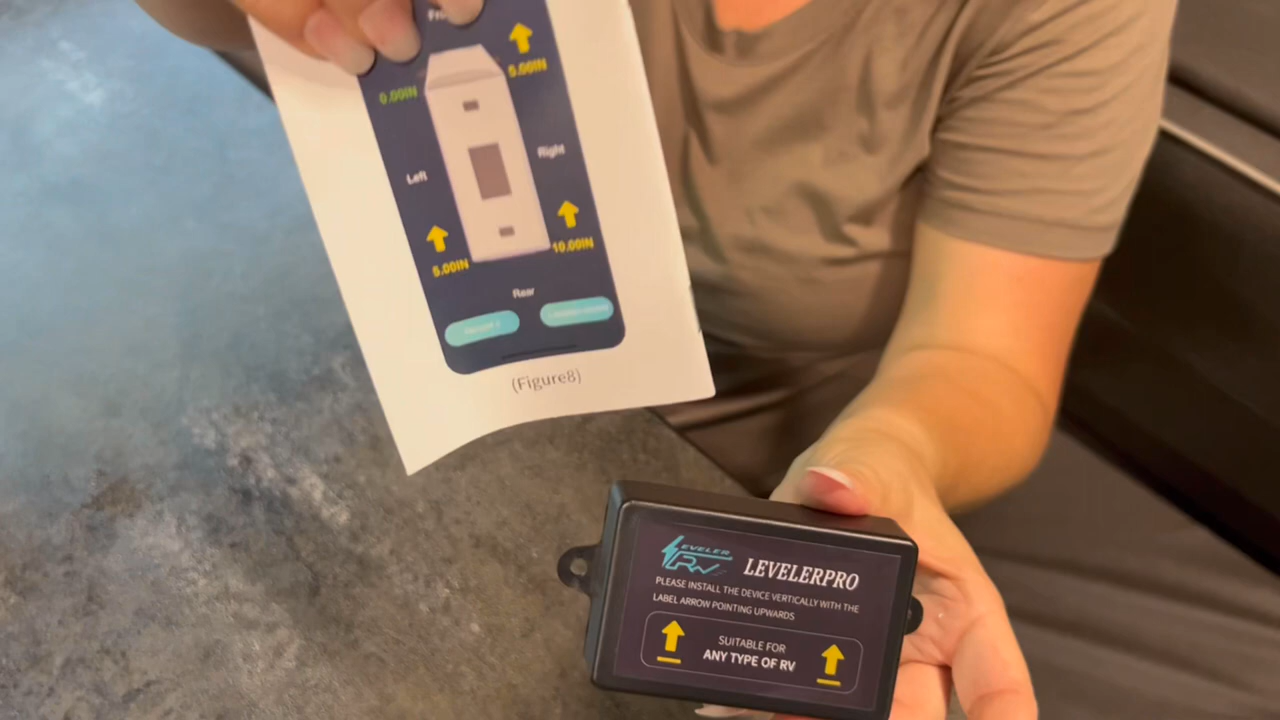 5.00IN
0.00IN
Right
Left
5.00IN
10.00IN
Rear
(Figure8)
LEVELER
RV
LEVELERPRO
PLEASE INSTALL THE DEVICE VERTICALLY WITH THE
LABEL ARROW POINTING UPWARDS
SUITABLE FOR
ANY TYPE OF RV